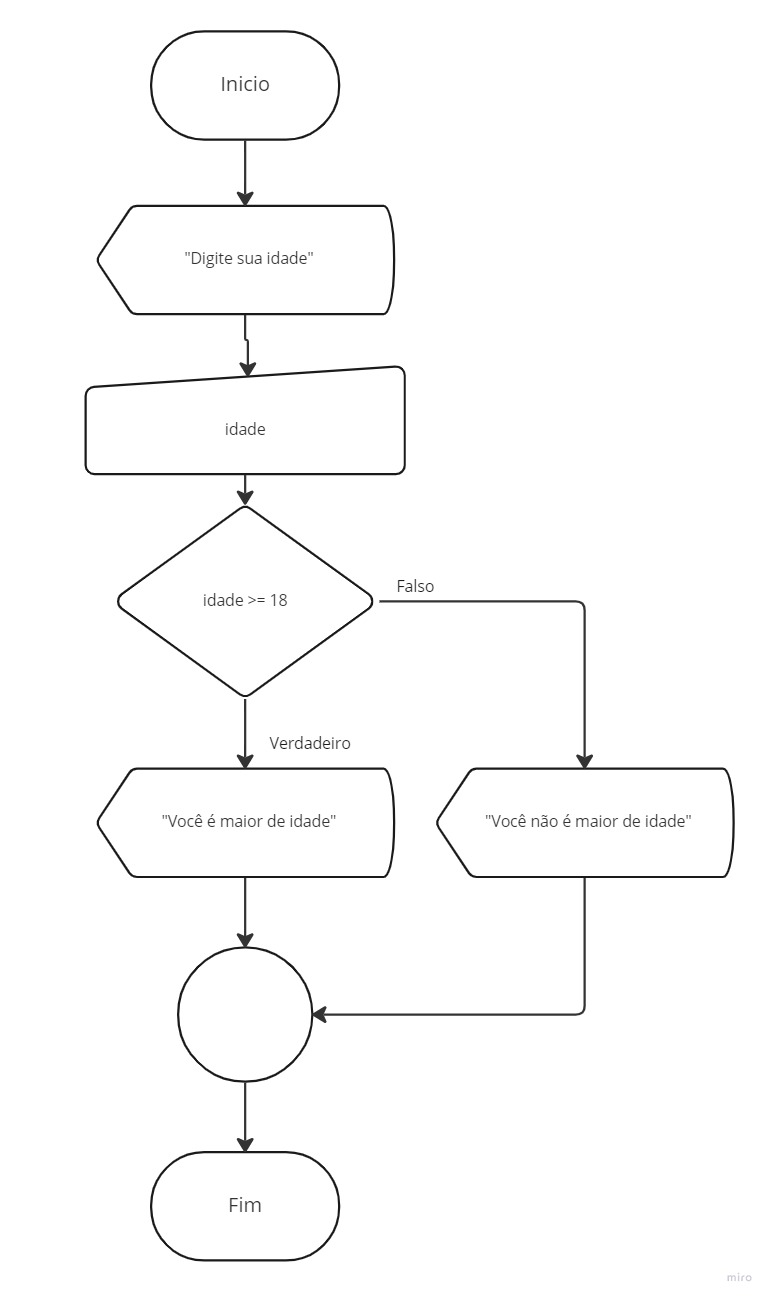 Inicio
"Digite sua idade"
idade
idade >= 18
Falso
Verdadeiro
"Você é maior de idade"
"Você não é maior de idade"
Fim
miro